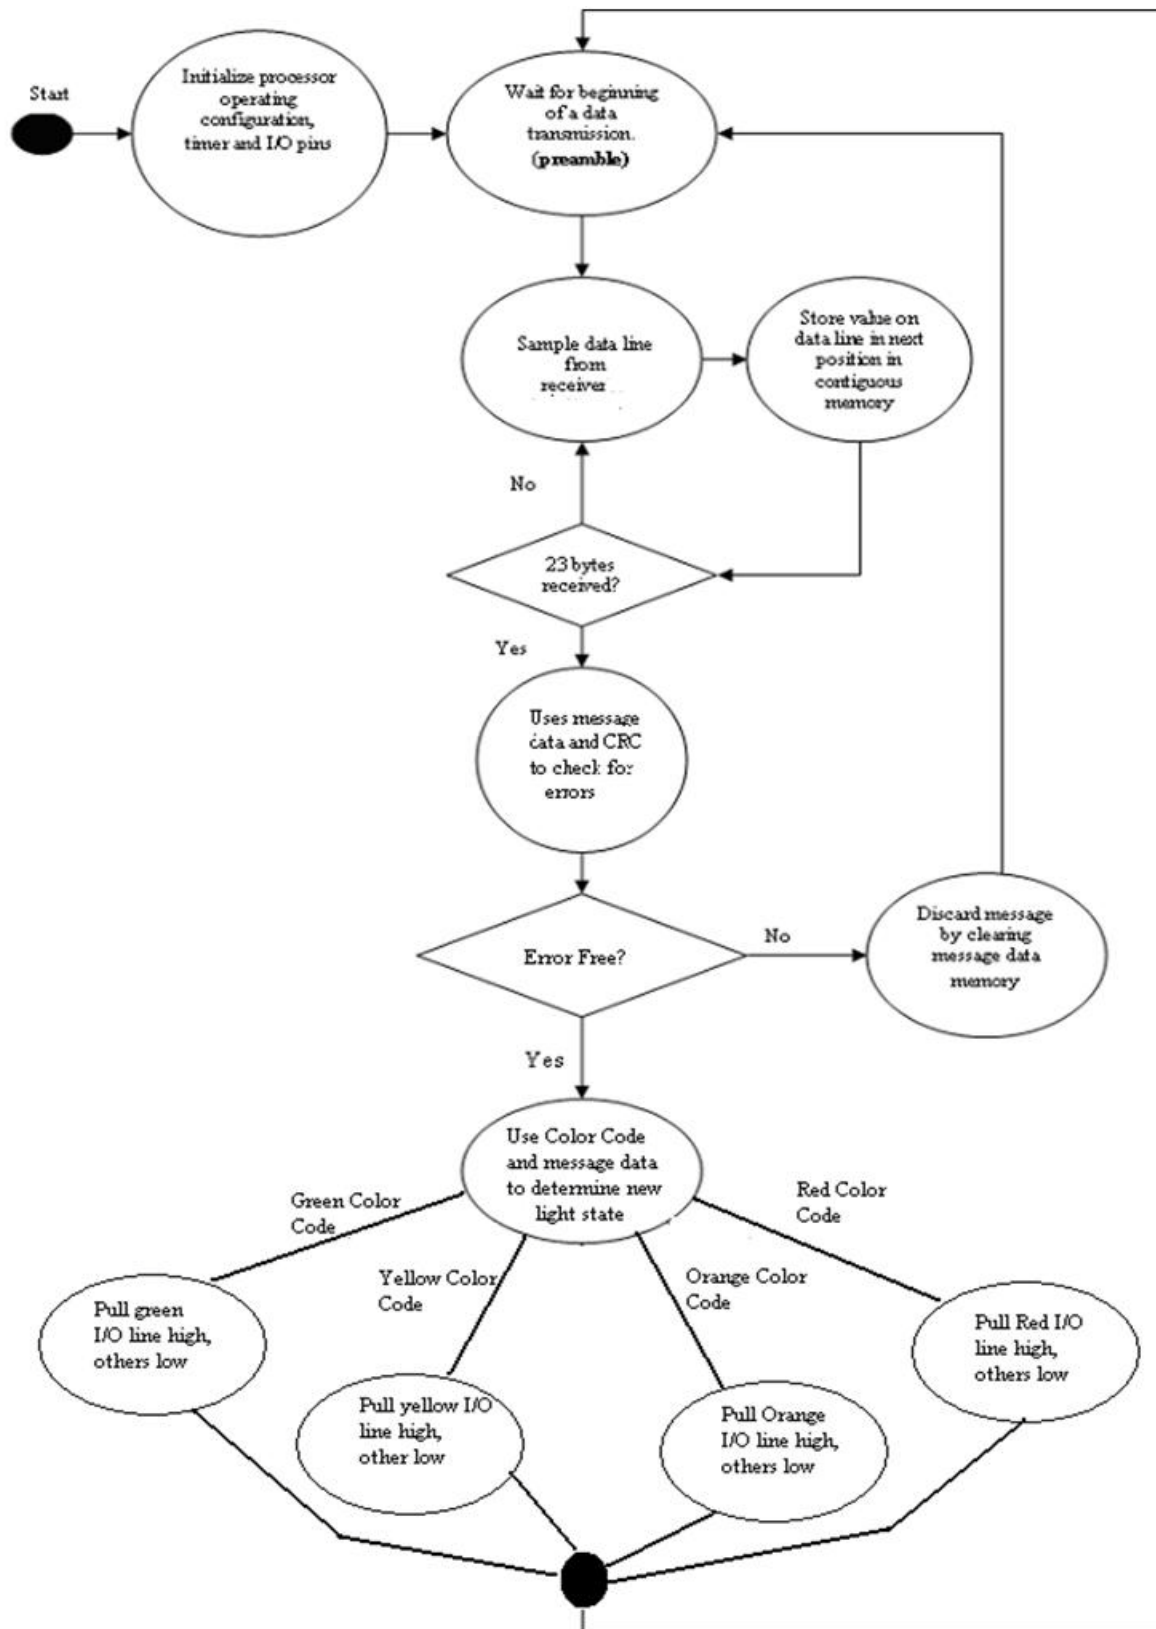 Start
Initialize processor
operating
configuration,
timer and I/O pins
Wait for beginning
of a data
transmission.
(preamble)
Sample data line
from
receiver
Store value on
data line in next
position in
contiguous
memory
No
23 bytes
received?
Yes
Uses message
data and CRC
to check for
errors
Error Free?
No
Discard message
by clearing
message data
memory
Yes
Use Color Code
and message data
to determine new
light state
Green Color
Code
Yellow Color
Code
Orange Color
Code
Red Color
Code
Pull green
I/O line high,
others low
Pull yellow I/O
line high,
other low
Pull Orange
I/O line high,
others low
Pull Red I/O
line high,
others low